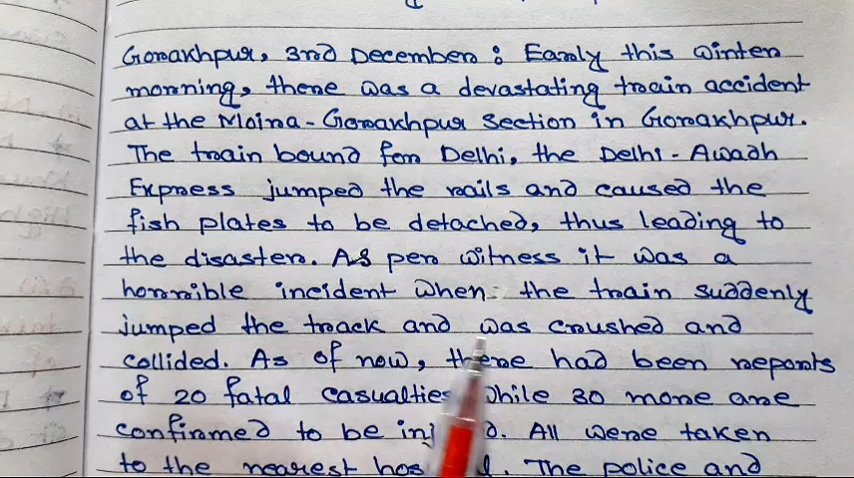 Gorakhpur, 3rd December : Early this winter
morning, there was a devastating train accident
at the Moina-Gorakhpur section in Gorakhpur.
The train bound for Delhi, the Delhi-Awadh
Express jumped the rails and caused the
fish plates to be detached, thus leading to
the disaster. As per witness it was a
horrible incident when the train suddenly
jumped the track and was crushed and
collided. As of now, there had been reports
of 20 fatal casualties while 30 more are
confirmed to be. All were taken
to the nearest. The police and